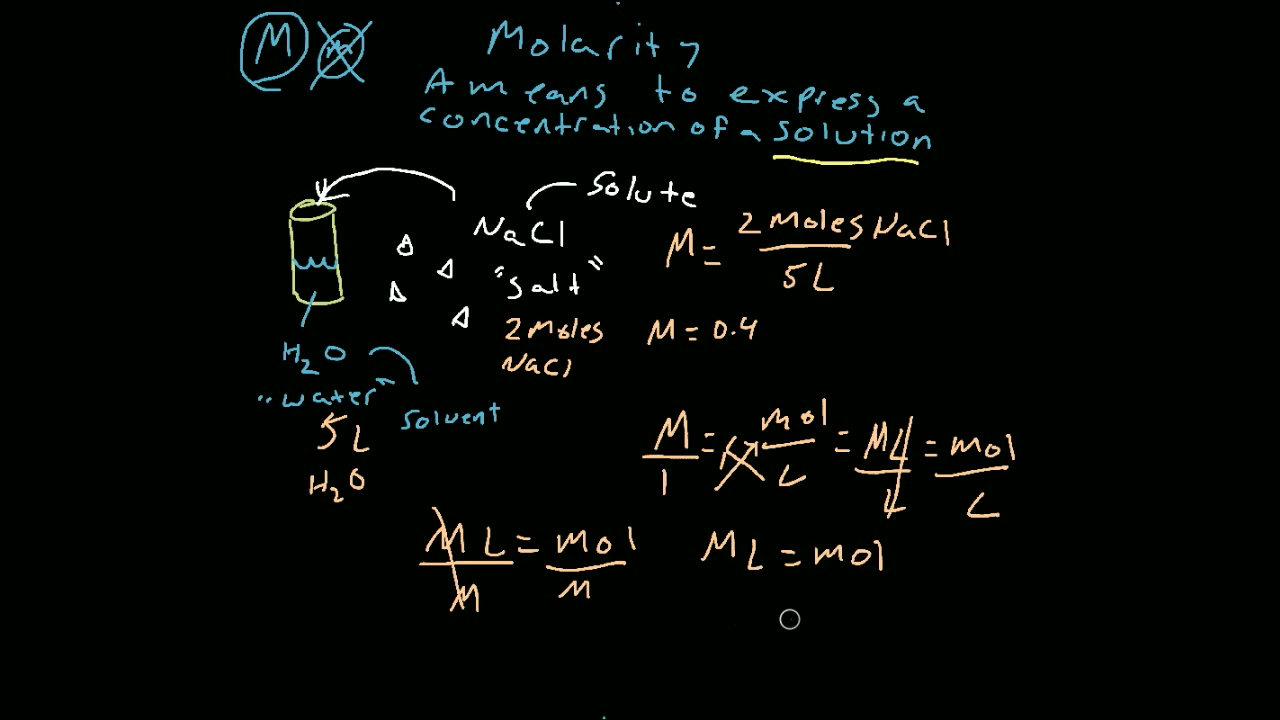 M m Molarity
A means to express a
concentration of a solution
Solute
NaCl
"Salt"
2 Moles
NaCl
H2O
"water"
solvent
5L
H2O
M = 2 Moles NaCl / 5L
M = 0.4
M/1 = mol/L = ML/L = mol/L
ML/M = mol/M
ML = mol